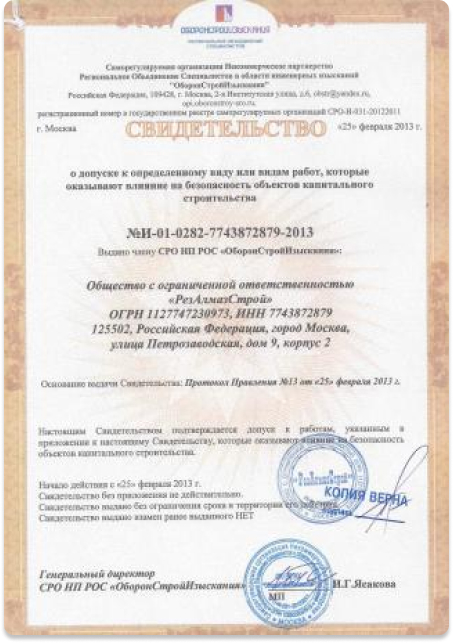 ОБОРОНСТРОЙИЗЫСКАНИЯ
РЕГИОНАЛЬНОЕ ОБЪЕДИНЕНИЕ
СПЕЦИАЛИСТОВ
Саморегулируемая организация Некоммерческое партнерство
Региональное Объединение Специалистов в области инженерных изысканий
"ОборонСтройИзыскания"
Российская Федерация, 109428, г. Москва, 2-я Институтская улица, д.6, obstr@yandex.ru,
opi.oboronstroy-sro.ru,
регистрационный номер в государственном реестре саморегулируемых организаций СРО-И-031-20122011
г. Москва «25» февраля 2013 г.
СВИДЕТЕЛЬСТВО
о допуске к определенному виду или видам работ, которые
оказывают влияние на безопасность объектов капитального
строительства
№И-01-0282-7743872879-2013
Выдано члену СРО НП РОС «ОборонСтройИзыскания»:
Общество с ограниченной ответственностью
«РезАлмазСтрой»
ОГРН 1127747230973, ИНН 7743872879
125502, Российская Федерация, город Москва,
улица Петрозаводская, дом 9, корпус 2
Основание выдачи Свидетельства: Протокол Правления №13 от «25» февраля 2013 г.
Настоящим Свидетельством подтверждается допуск к работам, указанным в
приложении к настоящему Свидетельству, которые оказывают влияние на безопасность
объектов капитального строительства.
Начало действия с «25» февраля 2013 г.
Свидетельство без приложения не действительно.
Свидетельство выдано без ограничения срока и территории его действия.
Свидетельство выдано взамен ранее выданного НЕТ
«РезАлмазСтрой»
КОПИЯ ВЕРНА
Генеральный директор
СРО НП РОС «ОборонСтройИзыскания»
И.Г.Ясакова
МП
МОСКВА